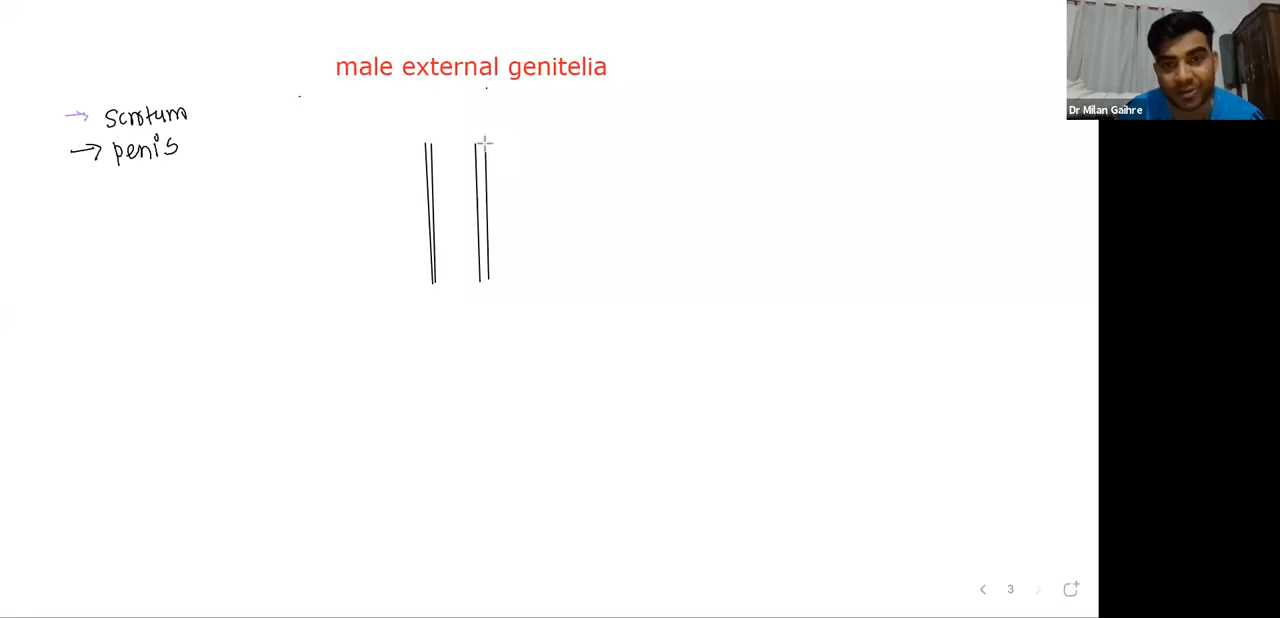 male external genitelia
→ scrotum
→ penis
Dr Milan Gaihre
3